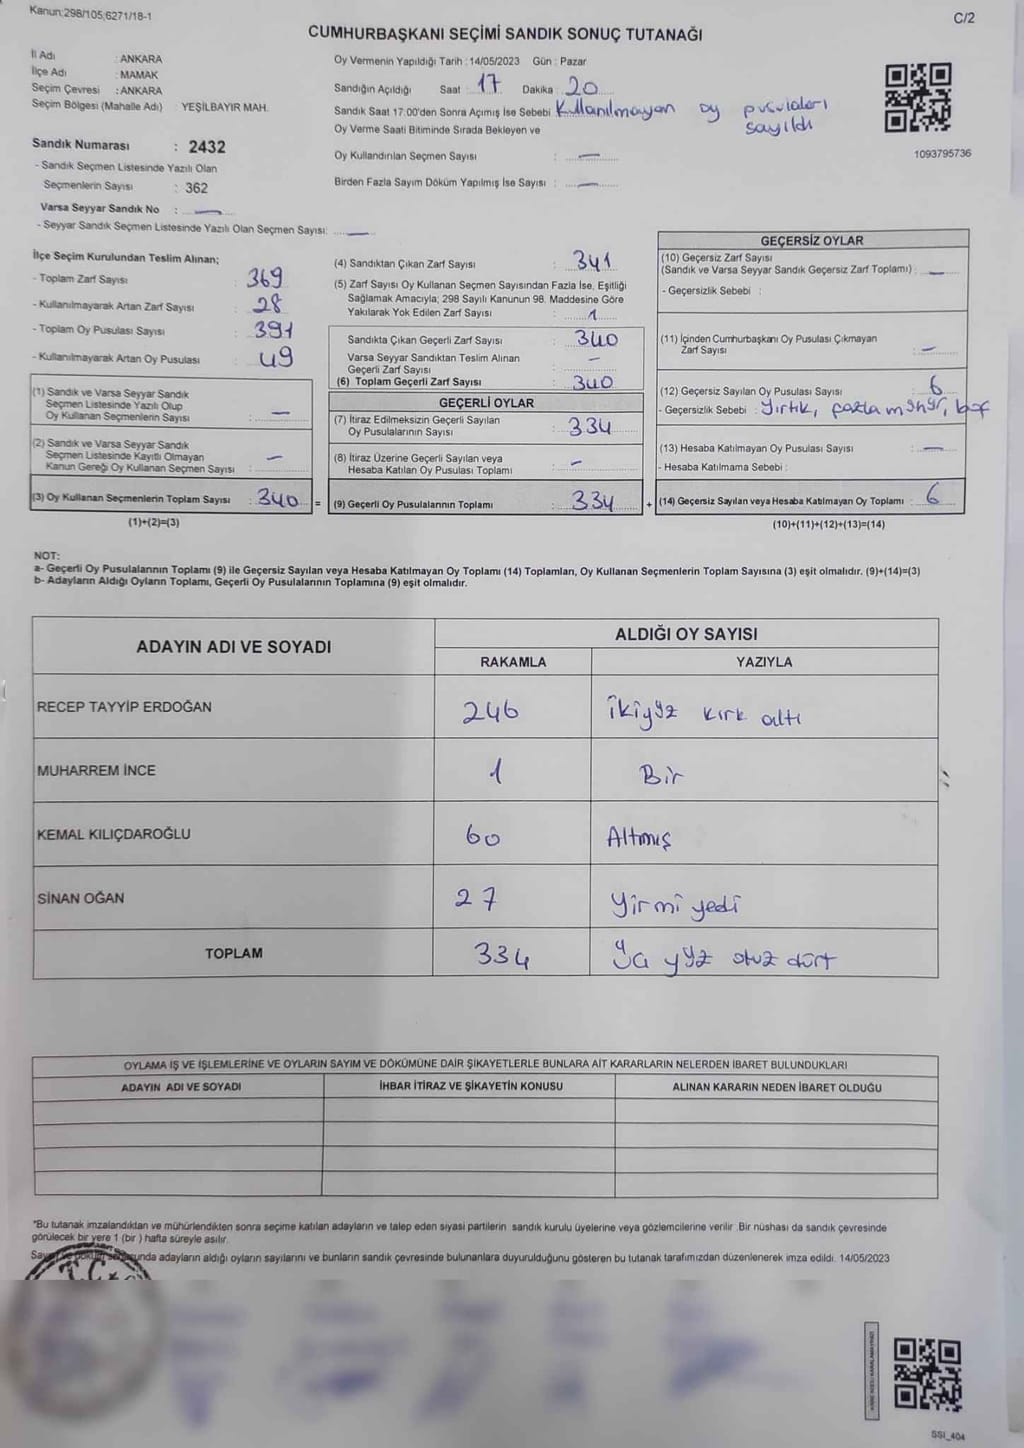 Kanun:298/105;6271/18-1
C/2
CUMHURBAŞKANI SEÇİMİ SANDIK SONUÇ TUTANAĞI
İl Adı : ANKARA
İlçe Adı : MAMAK
Seçim Çevresi : ANKARA
Seçim Bölgesi (Mahalle Adı) : YEŞİLBAYIR MAH.
Sandık Numarası : 2432
- Sandık Seçmen Listesinde Yazılı Olan
Seçmenlerin Sayısı : 362
Varsa Seyyar Sandık No :
- Seyyar Sandık Seçmen Listesinde Yazılı Olan Seçmen Sayısı:
Oy Vermenin Yapıldığı Tarih : 14/05/2023 Gün : Pazar
Sandığın Açıldığı Saat : 17 Dakika : 20
Sandık Saat 17:00'den Sonra Açımış İse Sebebi Kullanılmayan oy pusulaları
sayıldı
Oy Verme Saati Bitiminde Sırada Bekleyen ve
Oy Kullandırılan Seçmen Sayısı :
Birden Fazla Sayım Döküm Yapılmış İse Sayısı :
1093795736
İlçe Seçim Kurulundan Teslim Alınan;
- Toplam Zarf Sayısı : 369
- Kullanılmayarak Artan Zarf Sayısı : 28
- Toplam Oy Pusulası Sayısı : 391
- Kullanılmayarak Artan Oy Pusulası : 49
(1) Sandık ve Varsa Seyyar Sandık
Seçmen Listesinde Yazılı Olup
Oy Kullanan Seçmenlerin Sayısı : —
(2) Sandık ve Varsa Seyyar Sandık
Seçmen Listesinde Kayıtlı Olmayan
Kanun Gereği Oy Kullanan Seçmen Sayısı : —
(3) Oy Kullanan Seçmenlerin Toplam Sayısı : 340 =
(1)+(2)=(3)
(4) Sandıktan Çıkan Zarf Sayısı : 341
(5) Zarf Sayısı Oy Kullanan Seçmen Sayısından Fazla İse, Eşitliği
Sağlamak Amacıyla, 298 Sayılı Kanunun 98. Maddesine Göre
Yakılarak Yok Edilen Zarf Sayısı : 1
Sandıkta Çıkan Geçerli Zarf Sayısı : 340
Varsa Seyyar Sandıktan Teslim Alınan
Geçerli Zarf Sayısı : —
(6) Toplam Geçerli Zarf Sayısı : 340
GEÇERLİ OYLAR
(7) İtiraz Edilmeksizin Geçerli Sayılan
Oy Pusulalarının Sayısı : 334
(8) İtiraz Üzerine Geçerli Sayılan veya
Hesaba Katılan Oy Pusulası Toplamı : —
(9) Geçerli Oy Pusulalarının Toplamı : 334 +
GEÇERSİZ OYLAR
(10) Geçersiz Zarf Sayısı
(Sandık ve Varsa Seyyar Sandık Geçersiz Zarf Toplamı) : —
- Geçersizlik Sebebi :
(11) İçinden Cumhurbaşkanı Oy Pusulası Çıkmayan
Zarf Sayısı : —
(12) Geçersiz Sayılan Oy Pusulası Sayısı : 6
- Geçersizlik Sebebi : Yırtık, fazla mühür, boş
(13) Hesaba Katılmayan Oy Pusulası Sayısı : —
- Hesaba Katılmama Sebebi :
(14) Geçersiz Sayılan veya Hesaba Katılmayan Oy Toplamı : 6
(10)+(11)+(12)+(13)=(14)
NOT:
a- Geçerli Oy Pusulalarının Toplamı (9) ile Geçersiz Sayılan veya Hesaba Katılmayan Oy Toplamı (14) Toplamları, Oy Kullanan Seçmenlerin Toplam Sayısına (3) eşit olmalıdır. (9)+(14)=(3)
b- Adayların Aldığı Oyların Toplamı, Geçerli Oy Pusulalarının Toplamına (9) eşit olmalıdır.
ADAYIN ADI VE SOYADI ALDIĞI OY SAYISI
RAKAMLA YAZIYLA
RECEP TAYYİP ERDOĞAN 246 ikiyüz kırk altı
MUHARREM İNCE 1 Bir
KEMAL KILIÇDAROĞLU 60 Altmış
SİNAN OĞAN 27 Yirmi yedi
TOPLAM 334 yüz otuz dört
OYLAMA İŞ VE İŞLEMLERİNE VE OYLARIN SAYIM VE DÖKÜMÜNE DAİR ŞİKAYETLERLE BUNLARA AİT KARARLARIN NELERDEN İBARET BULUNDUKLARI
ADAYIN ADI VE SOYADI İHBAR İTİRAZ VE ŞİKAYETİN KONUSU ALINAN KARARIN NEDEN İBARET OLDUĞU
*Bu tutanak imzalandıktan ve mühürlendikten sonra seçime katılan adayların ve talep eden siyasi partilerin sandık kurulu üyelerine veya gözlemcilerine verilir. Bir nüshası da sandık çevresinde
görülecek bir yere 1 (bir ) hafta süreyle asılır.
adayların aldığı oyların sayılarını ve bunların sandık çevresinde bulunanlara duyurulduğunu gösteren bu tutanak tarafımızdan düzenlenerek imza edildi. 14/05/2023
T.C.
SSI_404